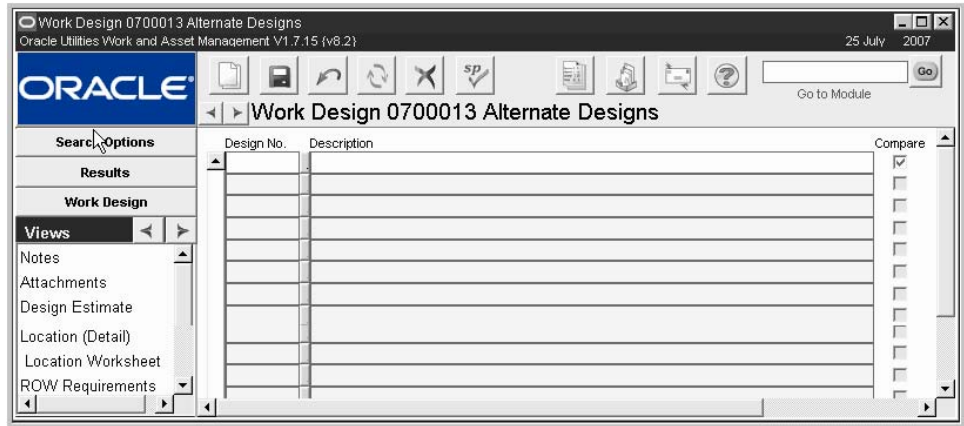 Work Design 0700013 Alternate Designs
Oracle Utilities Work and Asset Management V1.7.15 {v8.2}
25 July 2007
ORACLE®
sp
Go
Go to Module
Work Design 0700013 Alternate Designs
Search Options
Results
Work Design
Views
Notes
Attachments
Design Estimate
Location (Detail)
Location Worksheet
ROW Requirements
Design No. Description Compare